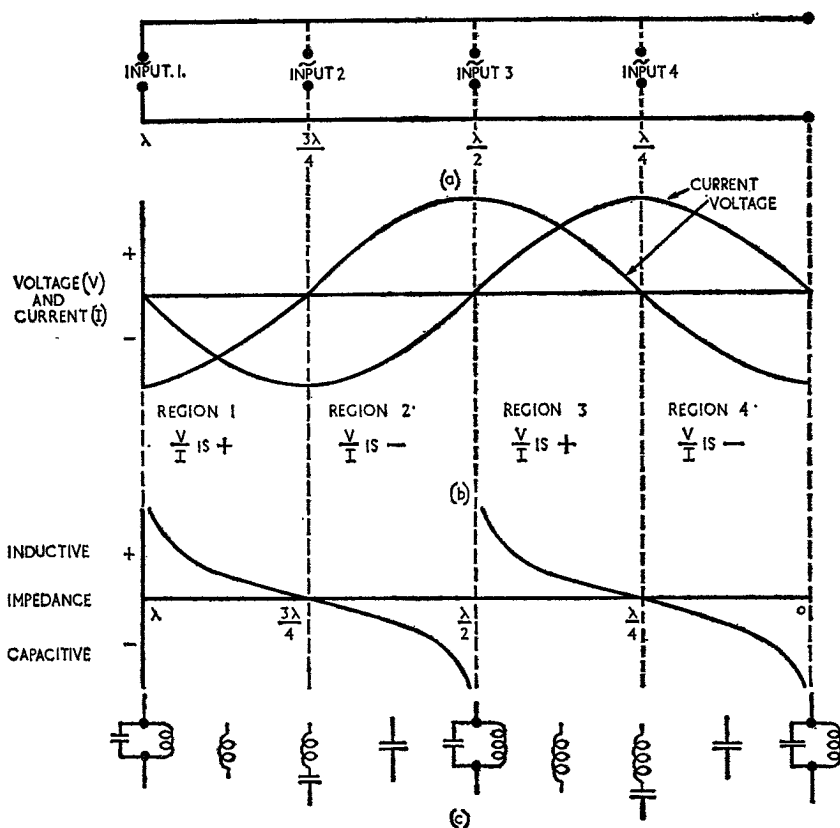 INPUT.1. INPUT 2 INPUT 3 INPUT 4
λ 3λ/4 λ/2 λ/4
(a)
CURRENT
VOLTAGE
+
VOLTAGE (V)
AND
CURRENT (I)
−
REGION 1 REGION 2 REGION 3 REGION 4
V/I IS + V/I IS − V/I IS + V/I IS −
(b)
INDUCTIVE +
IMPEDANCE
λ 3λ/4 λ/2 λ/4 0
CAPACITIVE −
(c)